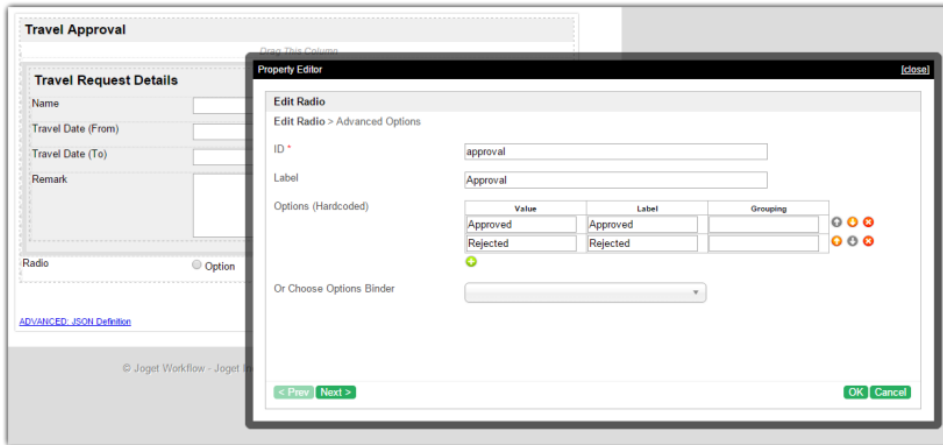 Travel Approval
Drag This Column
Travel Request Details
Name
Travel Date (From)
Travel Date (To)
Remark
Radio
Option
ADVANCED: JSON Definition
© Joget Workflow - Joget
Property Editor
[close]
Edit Radio
Edit Radio > Advanced Options
ID *
approval
Label
Approval
Options (Hardcoded)
Value Label Grouping
Approved Approved
Rejected Rejected
Or Choose Options Binder
< Prev Next >
OK Cancel